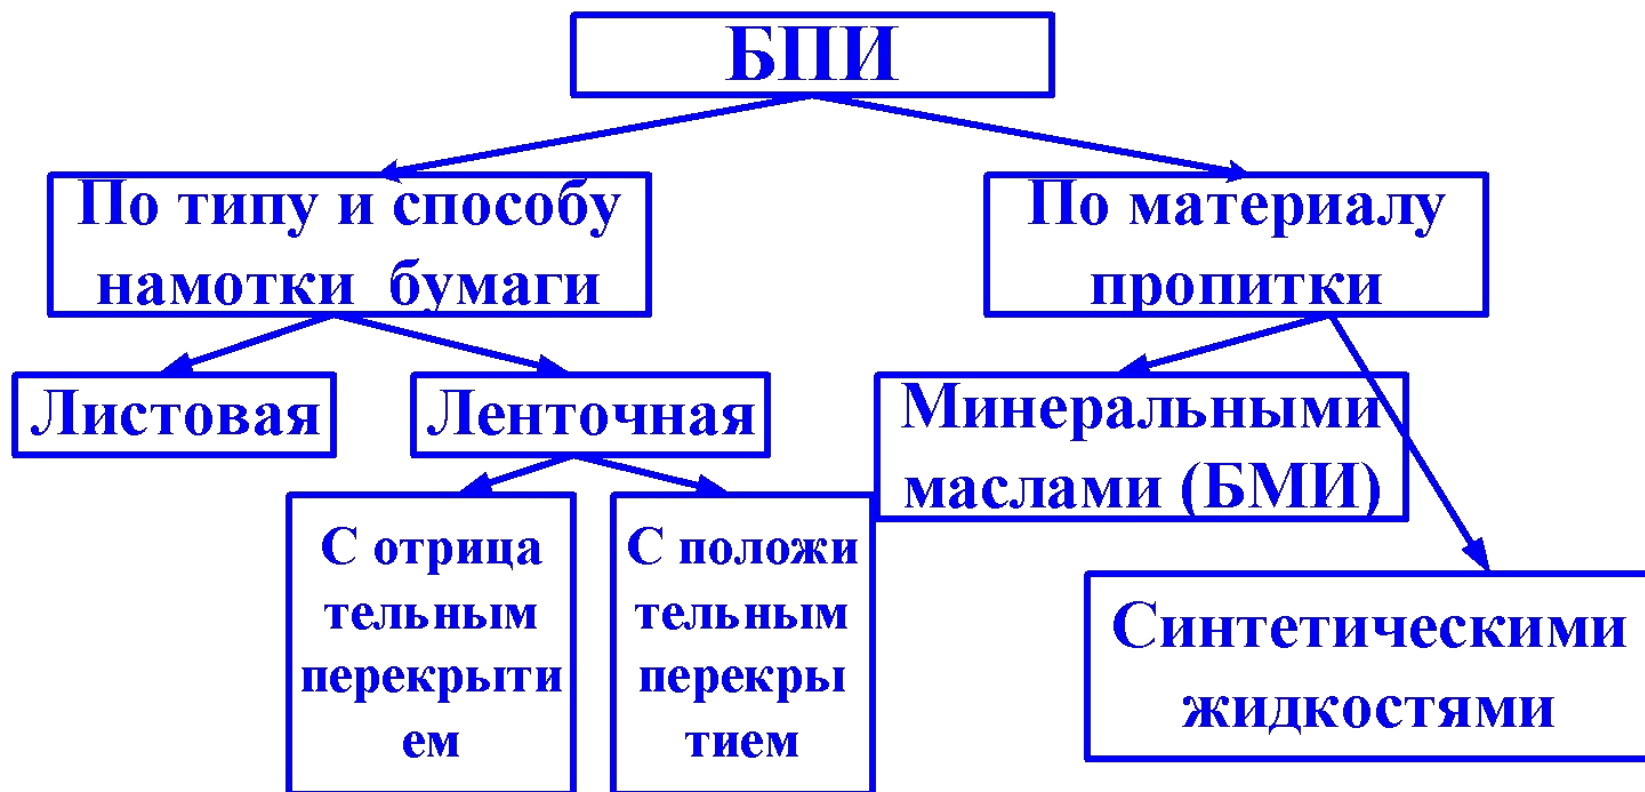 БПИ
По типу и способу
намотки бумаги
По материалу
пропитки
Листовая
Ленточная
Минеральными
маслами (БМИ)
С отрица
тельным
перекрыти
ем
С положи
тельным
перекры
тием
Синтетическими
жидкостями